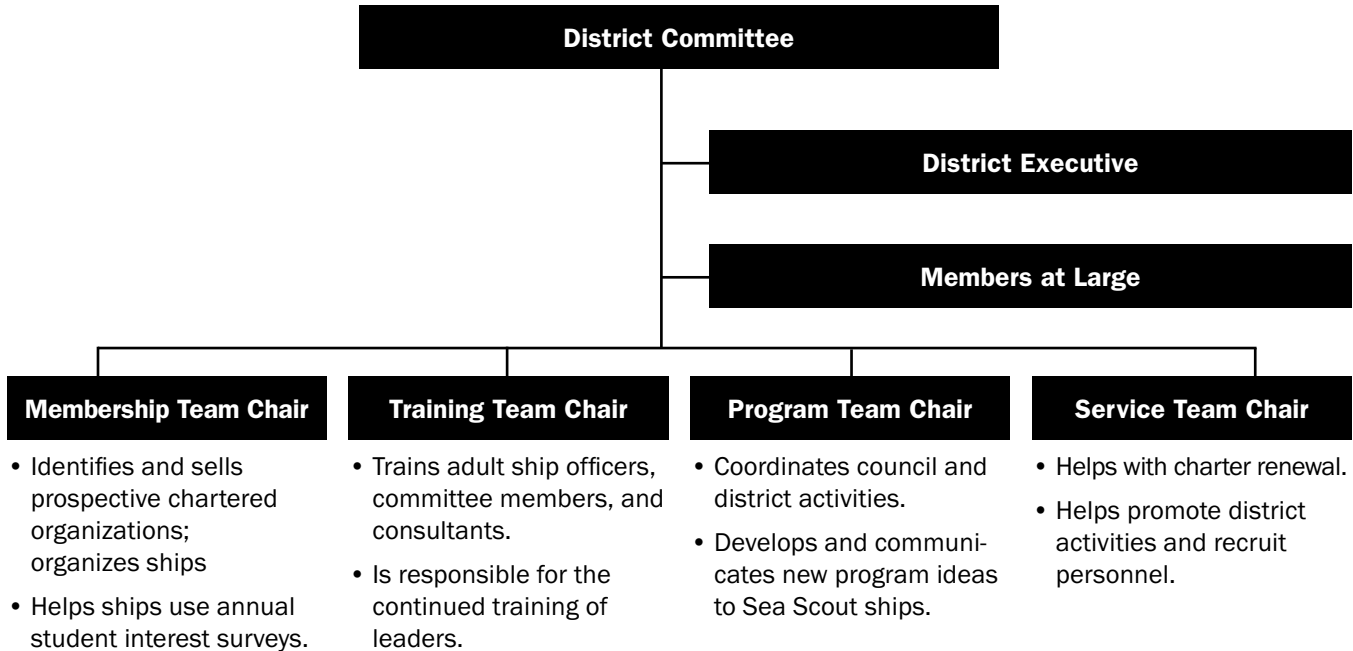 District Committee
District Executive
Members at Large
Membership Team Chair
• Identifies and sells
prospective chartered
organizations;
organizes ships
• Helps ships use annual
student interest surveys.
Training Team Chair
• Trains adult ship officers,
committee members, and
consultants.
• Is responsible for the
continued training of
leaders.
Program Team Chair
• Coordinates council and
district activities.
• Develops and communi-
cates new program ideas
to Sea Scout ships.
Service Team Chair
• Helps with charter renewal.
• Helps promote district
activities and recruit
personnel.